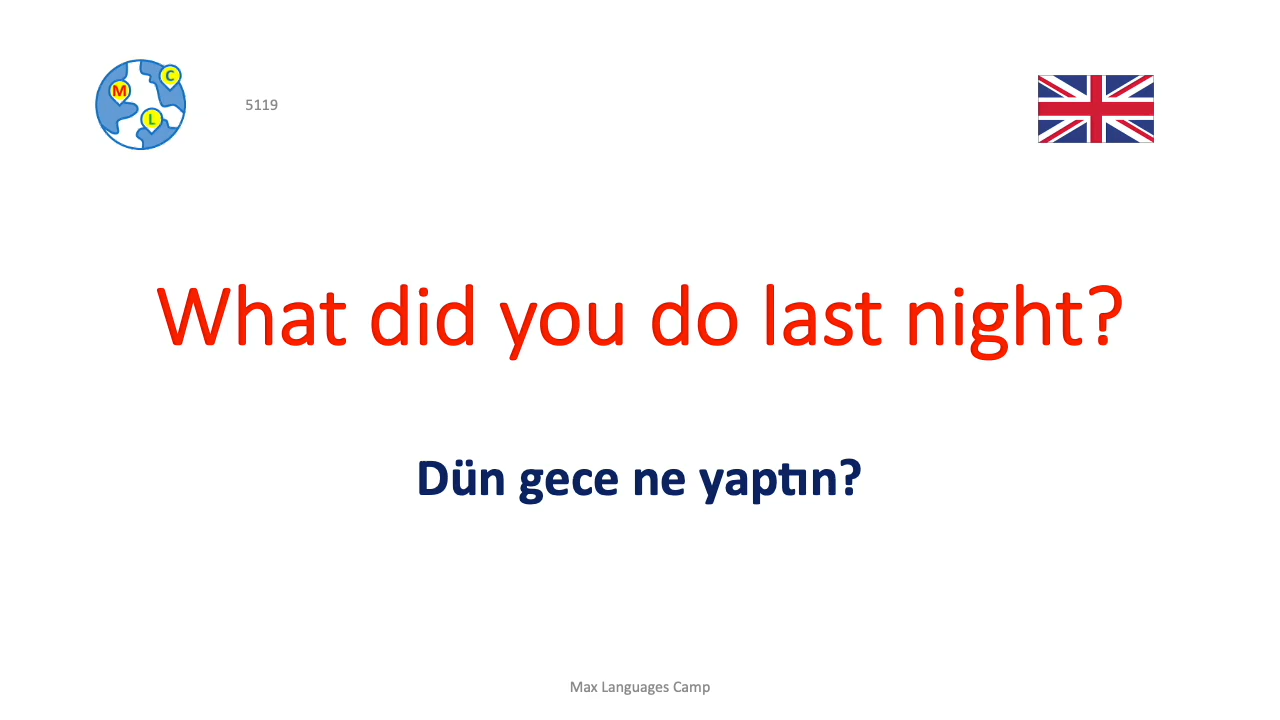 M
C
L
5119
What did you do last night?
Dün gece ne yaptın?
Max Languages Camp